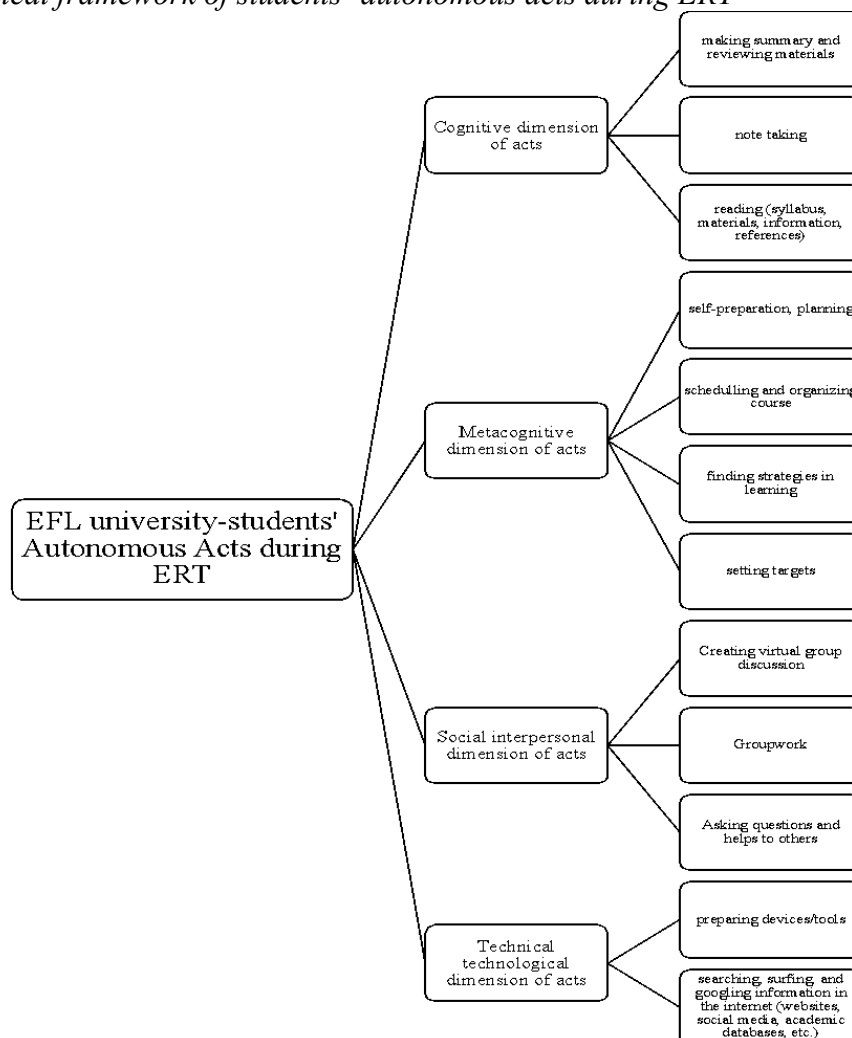 ical framework of students' autonomous acts during ERT
making summary and
reviewing materials
Cognitive dimension
of acts
note taking
reading (syllabus,
materials, information,
references)
self-preparation, planning
schedulling and organizing
course
Metacognitive
dimension of acts
finding strategies in
learning
setting targets
EFL university-students'
Autonomous Acts during
ERT
Creating virtual group
discussion
Social interpersonal
dimension of acts
Groupwork
Asking questions and
helps to others
preparing devices/tools
Technical
technological
dimension of acts
searching, surfing, and
googling information in
the internet (websites,
social media, academic
databases, etc.)